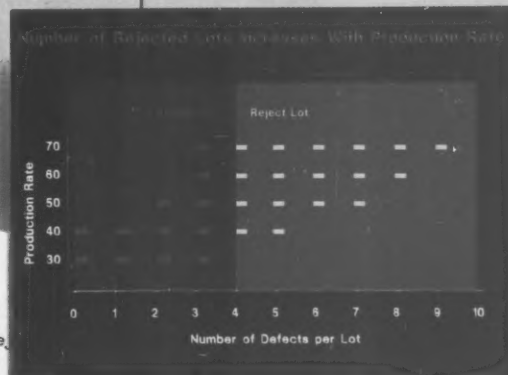 Number of Rejected Lots Increases With Production Rate
Reject Lot
Production Rate
70
60
50
40
30
0 1 2 3 4 5 6 7 8 9 10
Number of Defects per Lot
e.